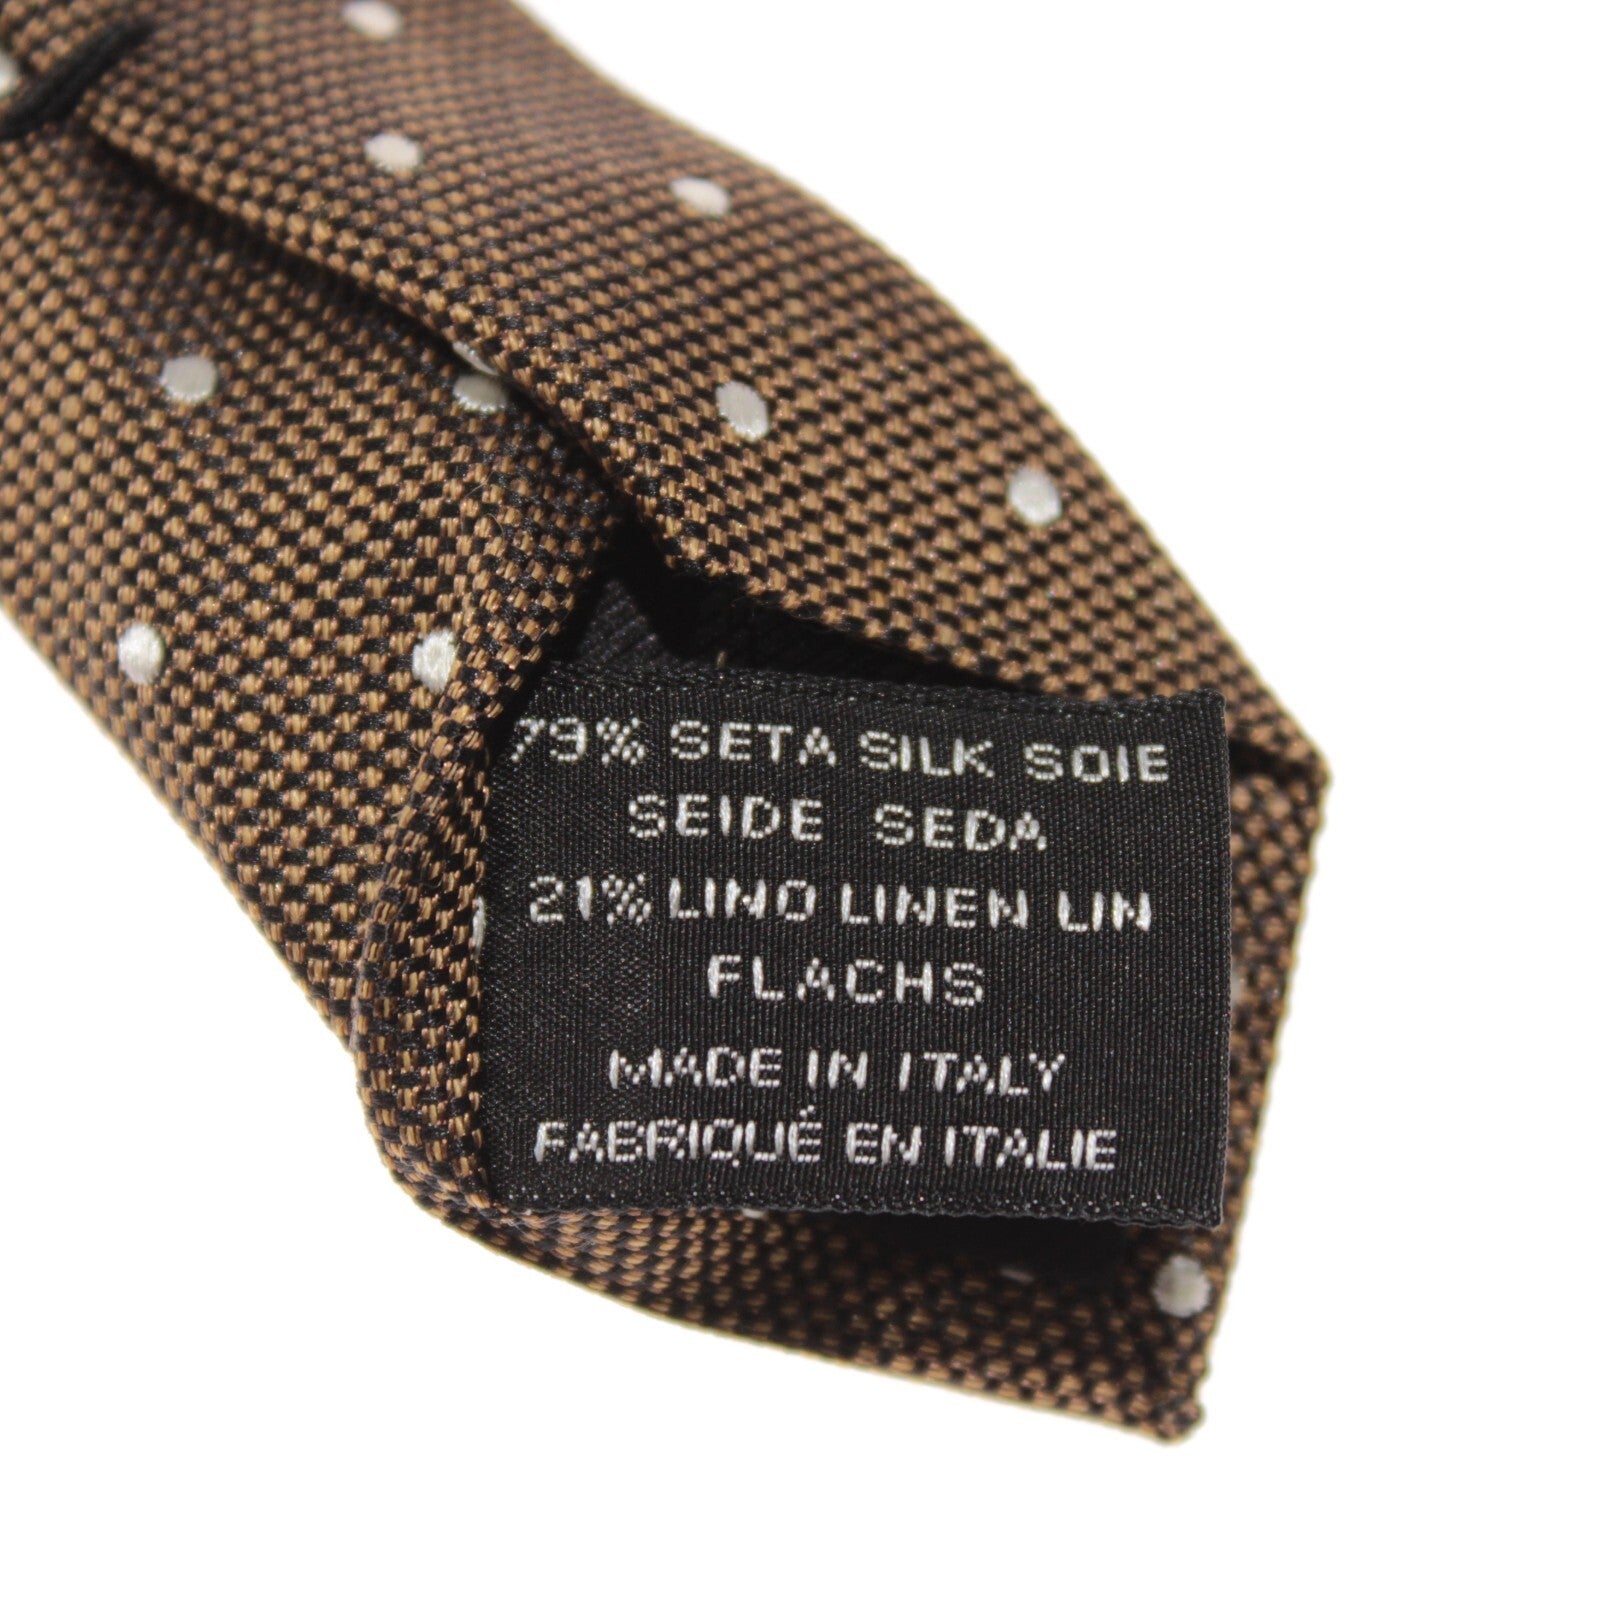 79% SETA SILK SOIE
SEIDE SEDA
21% LINO LINEN LIN
FLACHS
MADE IN ITALY
FABRIQUÉ EN ITALIE